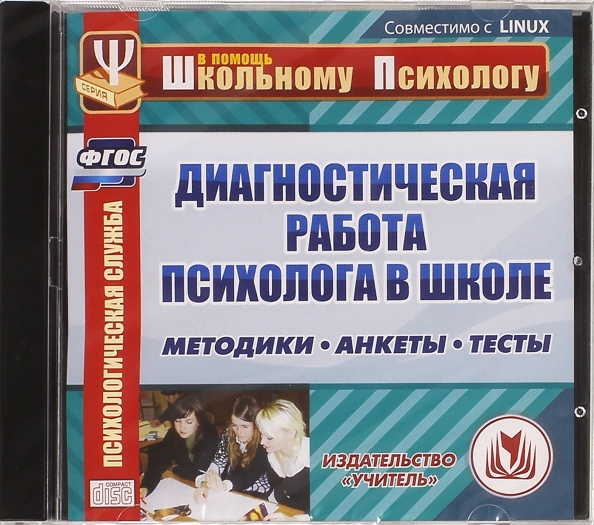 Совместимо с LINUX
СЕРИЯ
В ПОМОЩЬ
ШКОЛЬНОМУ ПСИХОЛОГУ
ФГОС
ПСИХОЛОГИЧЕСКАЯ СЛУЖБА
ДИАГНОСТИЧЕСКАЯ
РАБОТА
ПСИХОЛОГА В ШКОЛЕ
МЕТОДИКИ • АНКЕТЫ • ТЕСТЫ
COMPACT
disc
ИЗДАТЕЛЬСТВО
«УЧИТЕЛЬ»